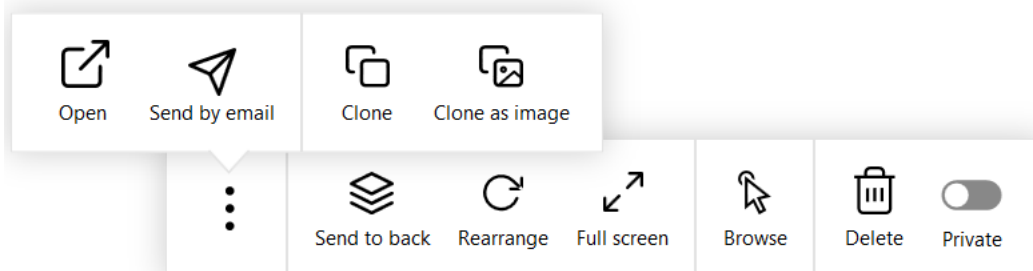 Open
Send by email
Clone
Clone as image
Send to back
Rearrange
Full screen
Browse
Delete
Private